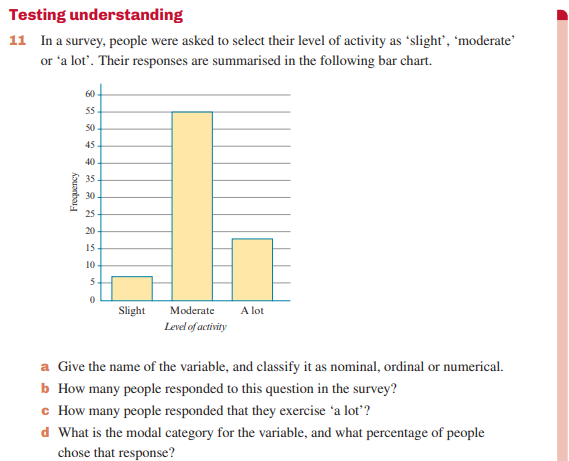 Testing understanding
11 In a survey, people were asked to select their level of activity as ‘slight’, ‘moderate’
or ‘a lot’. Their responses are summarised in the following bar chart.
60
55
50
45
40
35
30
25
20
15
10
5
0
Frequency
Slight Moderate A lot
Level of activity
a Give the name of the variable, and classify it as nominal, ordinal or numerical.
b How many people responded to this question in the survey?
c How many people responded that they exercise ‘a lot’?
d What is the modal category for the variable, and what percentage of people
chose that response?